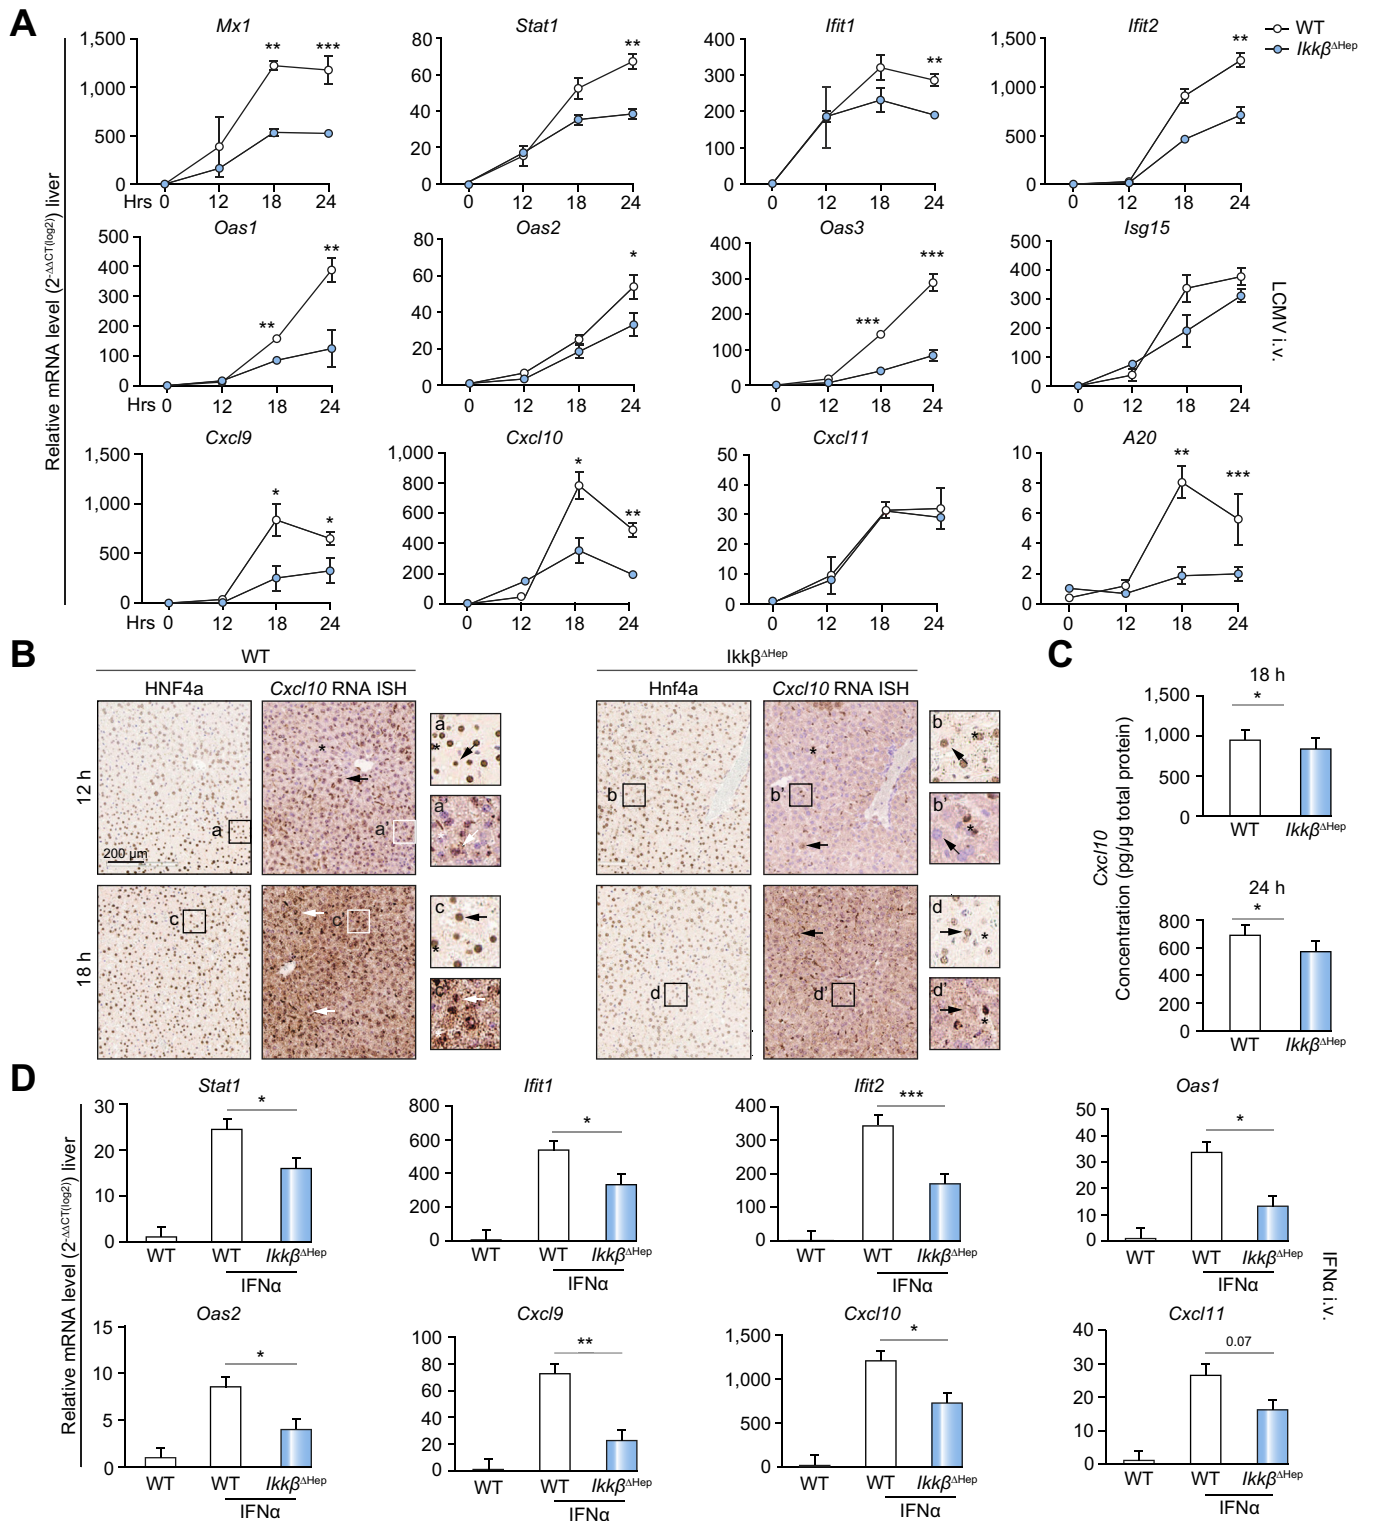 A
Mx1
Stat1
Ifit1
Ifit2
WT
Ikkβ^ΔHep
Relative mRNA level (2^-ΔΔCT(log2)) liver
LCMV i.v.
1,500
1,000
500
0
** ***
Hrs 0 12 18 24
80
60
40
20
0
**
0 12 18 24
400
300
200
100
0
**
0 12 18 24
1,500
1,000
500
0
**
0 12 18 24
Oas1
Oas2
Oas3
Isg15
500
400
300
200
100
0
** **
Hrs 0 12 18 24
80
60
40
20
0
*
0 12 18 24
400
300
200
100
0
*** ***
0 12 18 24
500
400
300
200
100
0
0 12 18 24
Cxcl9
Cxcl10
Cxcl11
A20
1,500
1,000
500
0
* *
Hrs 0 12 18 24
1,000
800
600
400
200
0
* **
0 12 18 24
50
40
30
20
10
0
0 12 18 24
10
8
6
4
2
0
** ***
0 12 18 24
B
WT
Ikkβ^ΔHep
HNF4a
Cxcl10 RNA ISH
Hnf4a
Cxcl10 RNA ISH
12 h
a
200 µm
*
a'
a
*
a'
b
*
b'
b
*
b'
*
18 h
c
c'
c
*
c'
d
d'
d
*
d'
*
C
Cxcl10
Concentration (pg/µg total protein)
18 h
*
1,500
1,000
500
0
WT Ikkβ^ΔHep
24 h
*
800
600
400
200
0
WT Ikkβ^ΔHep
D
Relative mRNA level (2^-ΔΔCT(log2)) liver
IFNα i.v.
Stat1
Ifit1
Ifit2
Oas1
30
20
10
0
*
WT WT Ikkβ^ΔHep
IFNα
800
600
400
200
0
*
WT WT Ikkβ^ΔHep
IFNα
400
300
200
100
0
***
WT WT Ikkβ^ΔHep
IFNα
50
40
30
20
10
0
*
WT WT Ikkβ^ΔHep
IFNα
Oas2
Cxcl9
Cxcl10
Cxcl11
15
10
5
0
*
WT WT Ikkβ^ΔHep
IFNα
100
80
60
40
20
0
**
WT WT Ikkβ^ΔHep
IFNα
1,500
1,000
500
0
*
WT WT Ikkβ^ΔHep
IFNα
40
30
20
10
0
0.07
WT WT Ikkβ^ΔHep
IFNα